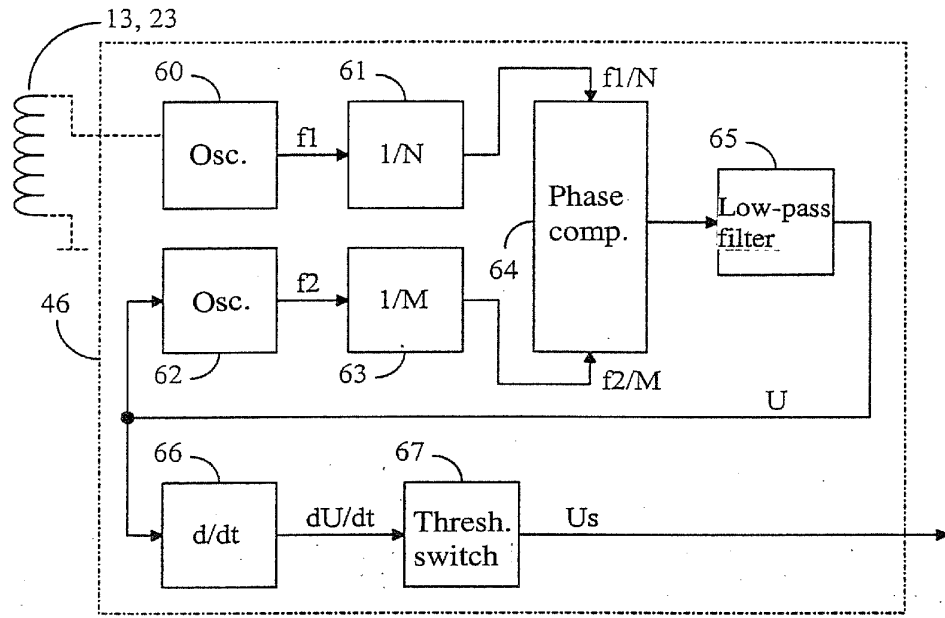 13, 23
60
61
f1/N
Osc.
f1
1/N
65
Phase
comp.
Low-pass
filter
64
46
Osc.
f2
1/M
62
63
f2/M
U
66
67
d/dt
dU/dt
Thresh.
switch
Us